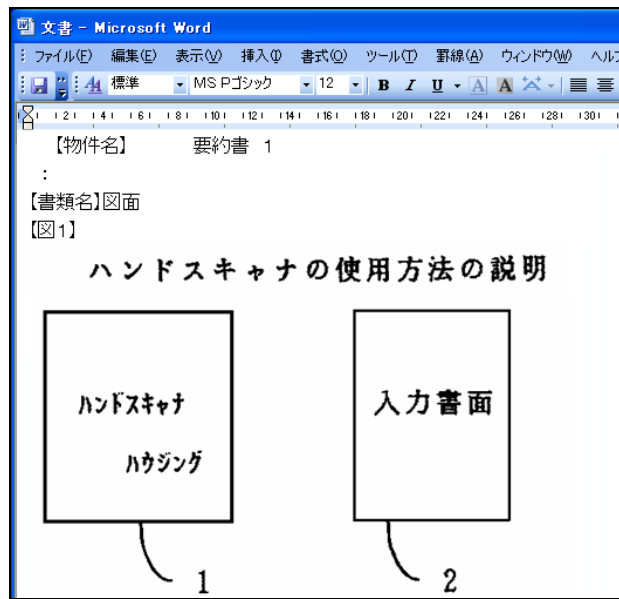 文書 - Microsoft Word
ファイル(F) 編集(E) 表示(V) 挿入(I) 書式(O) ツール(T) 罫線(A) ウィンドウ(W) ヘル
標準 MS Pゴシック 12 B I U A A
2 4 6 8 10 12 14 16 18 20 22 24 26 28 30
【物件名】 要約書 1
:
【書類名】図面
【図1】
ハンドスキャナの使用方法の説明
ハンドスキャナ
ハウジング
入力書面
1 2